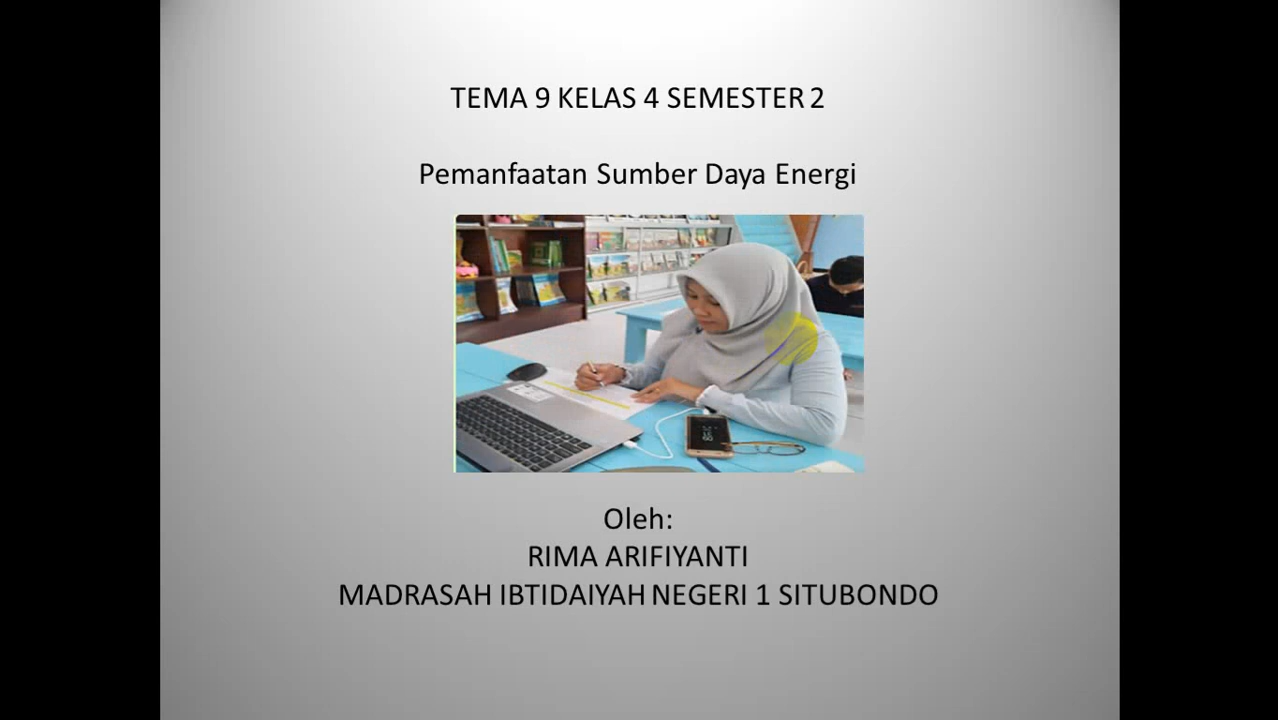 TEMA 9 KELAS 4 SEMESTER 2
Pemanfaatan Sumber Daya Energi
Oleh:
RIMA ARIFIYANTI
MADRASAH IBTIDAIYAH NEGERI 1 SITUBONDO